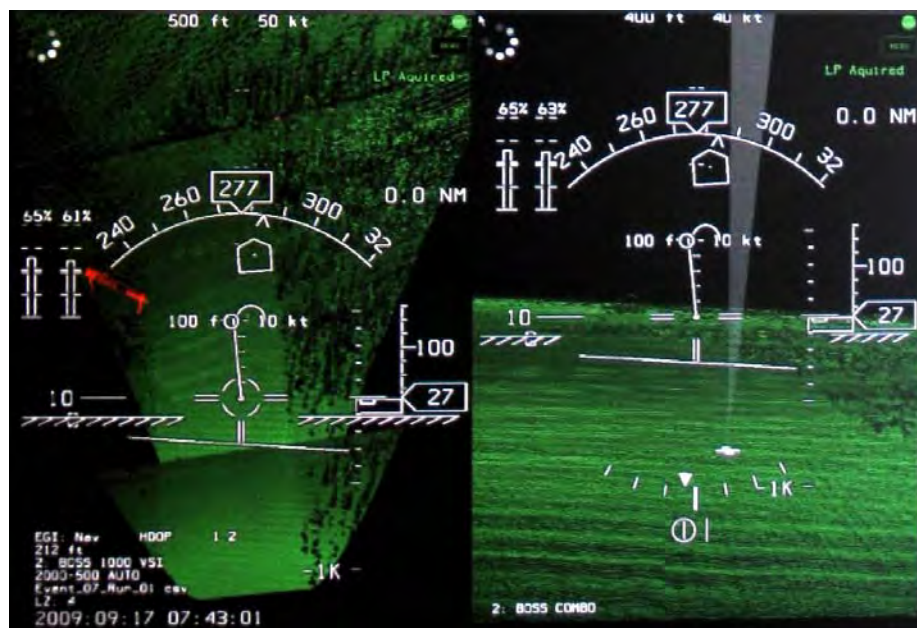 500 ft 50 kt
LP Aquired
240 260 277 300 32
0.0 NM
65% 61%
100 f 10 kt
100
10
27
EGI: Nav HDOP 1 2
212 ft
2: BOSS 1000 VSI
2000-500 AUTO
Event_07_Run_01 csv
LZ: 4
-1K-
2009:09:17 07:43:01
400 ft 40 kt
LP Aquired
65% 63%
240 260 277 300 32
0.0 NM
100 f 10 kt
100
10
27
1K
2: BOSS COMBO